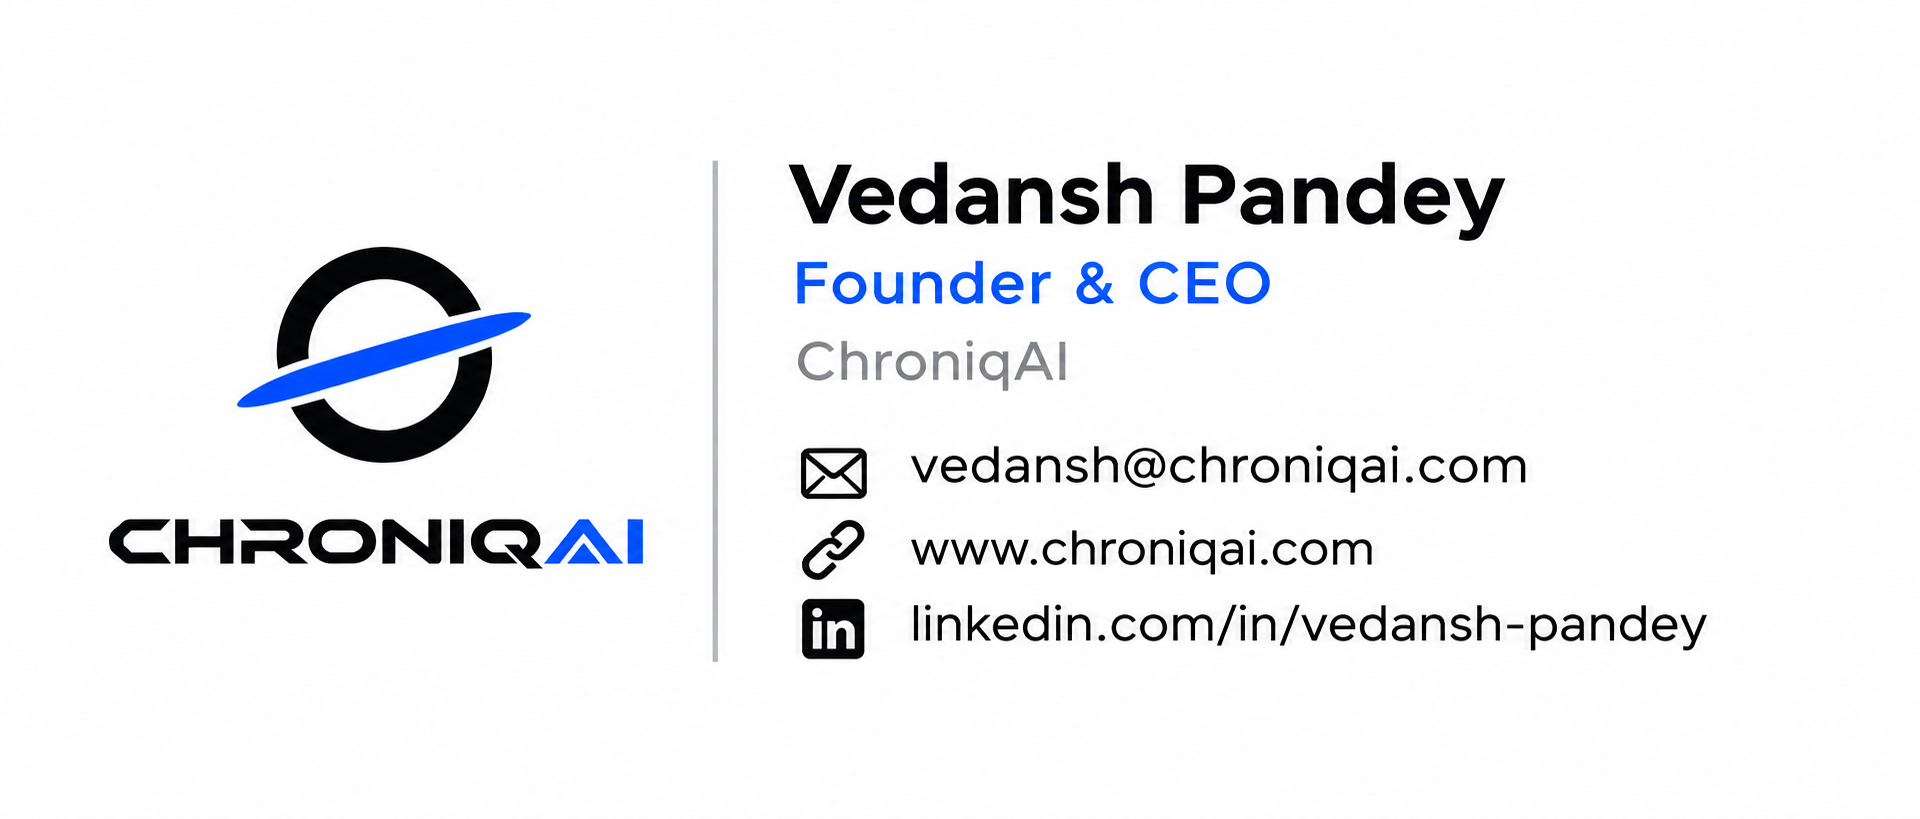 CHRONIQAI
Vedansh Pandey
Founder & CEO
ChroniqAI
vedansh@chroniqai.com
www.chroniqai.com
in
linkedin.com/in/vedansh-pandey